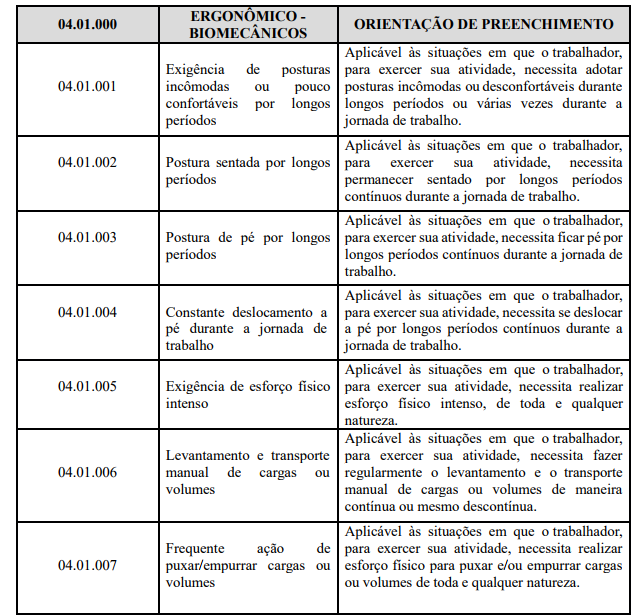 04.01.000
ERGONÔMICO -
BIOMECÂNICOS
ORIENTAÇÃO DE PREENCHIMENTO
04.01.001
Exigência de posturas
incômodas ou pouco
confortáveis por longos
períodos
Aplicável às situações em que o trabalhador,
para exercer sua atividade, necessita adotar
posturas incômodas ou desconfortáveis durante
longos períodos ou várias vezes durante a
jornada de trabalho.
04.01.002
Postura sentada por longos
períodos
Aplicável às situações em que o trabalhador,
para exercer sua atividade, necessita
permanecer sentado por longos períodos
contínuos durante a jornada de trabalho.
04.01.003
Postura de pé por longos
períodos
Aplicável às situações em que o trabalhador,
para exercer sua atividade, necessita ficar pé por
longos períodos contínuos durante a jornada de
trabalho.
04.01.004
Constante deslocamento a
pé durante a jornada de
trabalho
Aplicável às situações em que o trabalhador,
para exercer sua atividade, necessita se deslocar
a pé por longos períodos contínuos durante a
jornada de trabalho.
04.01.005
Exigência de esforço físico
intenso
Aplicável às situações em que o trabalhador,
para exercer sua atividade, necessita realizar
esforço físico intenso, de toda e qualquer
natureza.
04.01.006
Levantamento e transporte
manual de cargas ou
volumes
Aplicável às situações em que o trabalhador,
para exercer sua atividade, necessita fazer
regularmente o levantamento e o transporte
manual de cargas ou volumes de maneira
contínua ou mesmo descontínua.
04.01.007
Frequente ação de
puxar/empurrar cargas ou
volumes
Aplicável às situações em que o trabalhador,
para exercer sua atividade, necessita realizar
esforço físico para puxar e/ou empurrar cargas
ou volumes de toda e qualquer natureza.